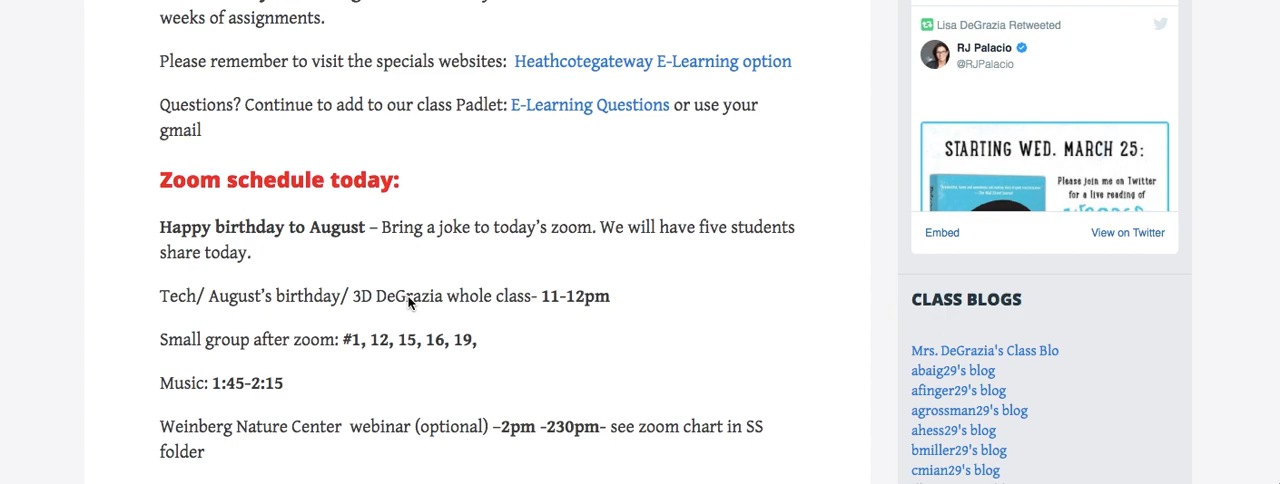 weeks of assignments.
Please remember to visit the specials websites: Heathcotegateway E-Learning option
Questions? Continue to add to our class Padlet: E-Learning Questions or use your
gmail
Zoom schedule today:
Happy birthday to August – Bring a joke to today's zoom. We will have five students
share today.
Tech/ August's birthday/ 3D DeGrazia whole class- 11-12pm
Small group after zoom: #1, 12, 15, 16, 19,
Music: 1:45-2:15
Weinberg Nature Center webinar (optional) –2pm -230pm- see zoom chart in SS
folder
Lisa DeGrazia Retweeted
RJ Palacio
@RJPalacio
STARTING WED. MARCH 25:
Please join me on Twitter
for a live reading of
Embed
View on Twitter
CLASS BLOGS
Mrs. DeGrazia's Class Blo
abaig29's blog
afinger29's blog
agrossman29's blog
ahess29's blog
bmiller29's blog
cmian29's blog